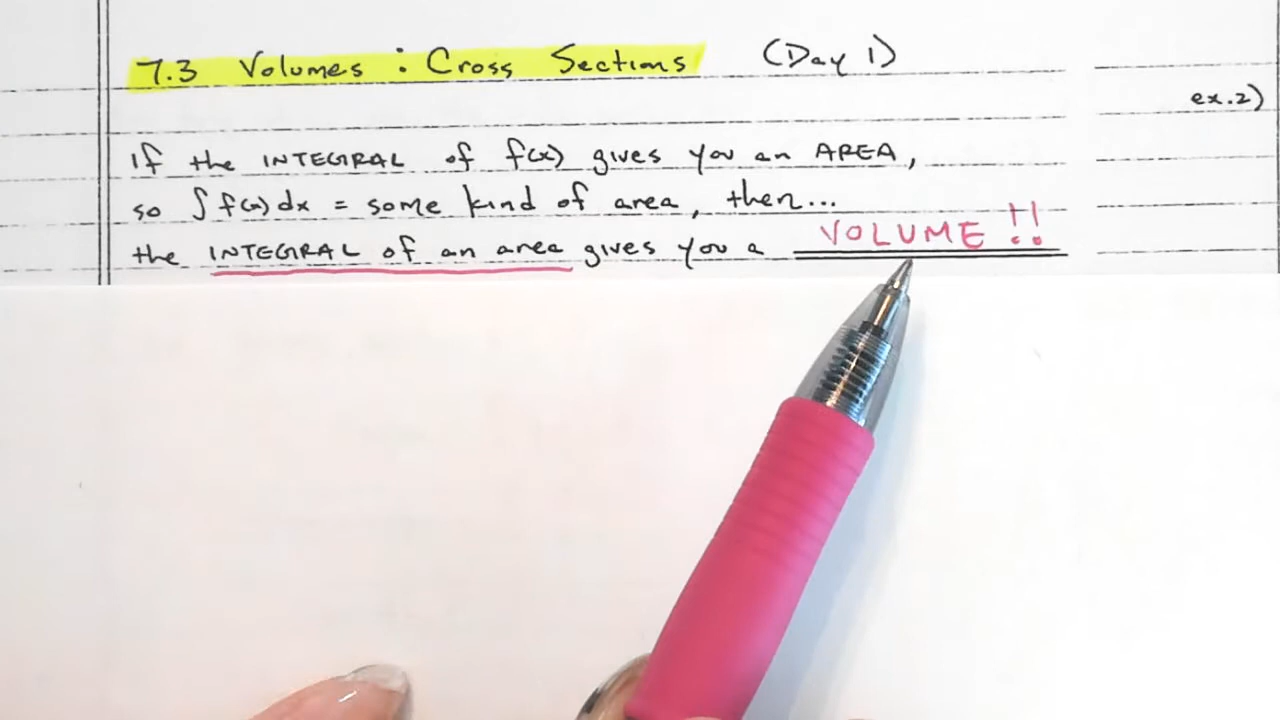 7.3 Volumes : Cross Sections (Day 1)
ex.2)
If the INTEGRAL of f(x) gives you an AREA,
so ∫ f(x) dx = some kind of area, then...
the INTEGRAL of an area gives you a VOLUME !!